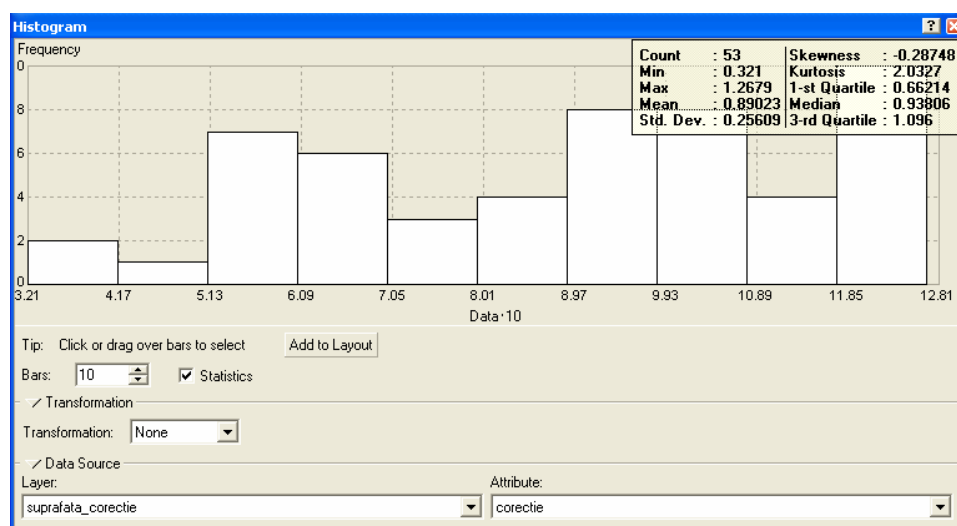 Histogram
Frequency
Count : 53 Skewness : -0.28748
Min : 0.321 Kurtosis : 2.0327
Max : 1.2679 1-st Quartile : 0.66214
Mean : 0.89023 Median : 0.93806
Std. Dev. : 0.25609 3-rd Quartile : 1.096
0
8
6
4
2
0
3.21 4.17 5.13 6.09 7.05 8.01 8.97 9.93 10.89 11.85 12.81
Data·10
Tip: Click or drag over bars to select Add to Layout
Bars: 10 Statistics
Transformation
Transformation: None
Data Source
Layer: Attribute:
suprafata_corectie corectie